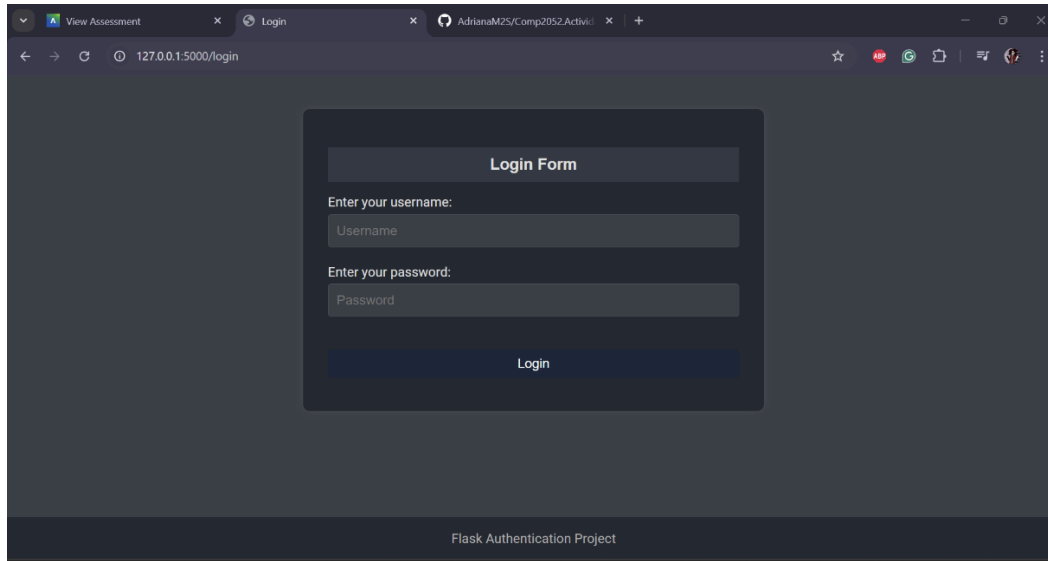 View Assessment
Login
AdrianaM2S/Comp2052.Activid
127.0.0.1:5000/login
ABP
Login Form
Enter your username:
Username
Enter your password:
Password
Login
Flask Authentication Project